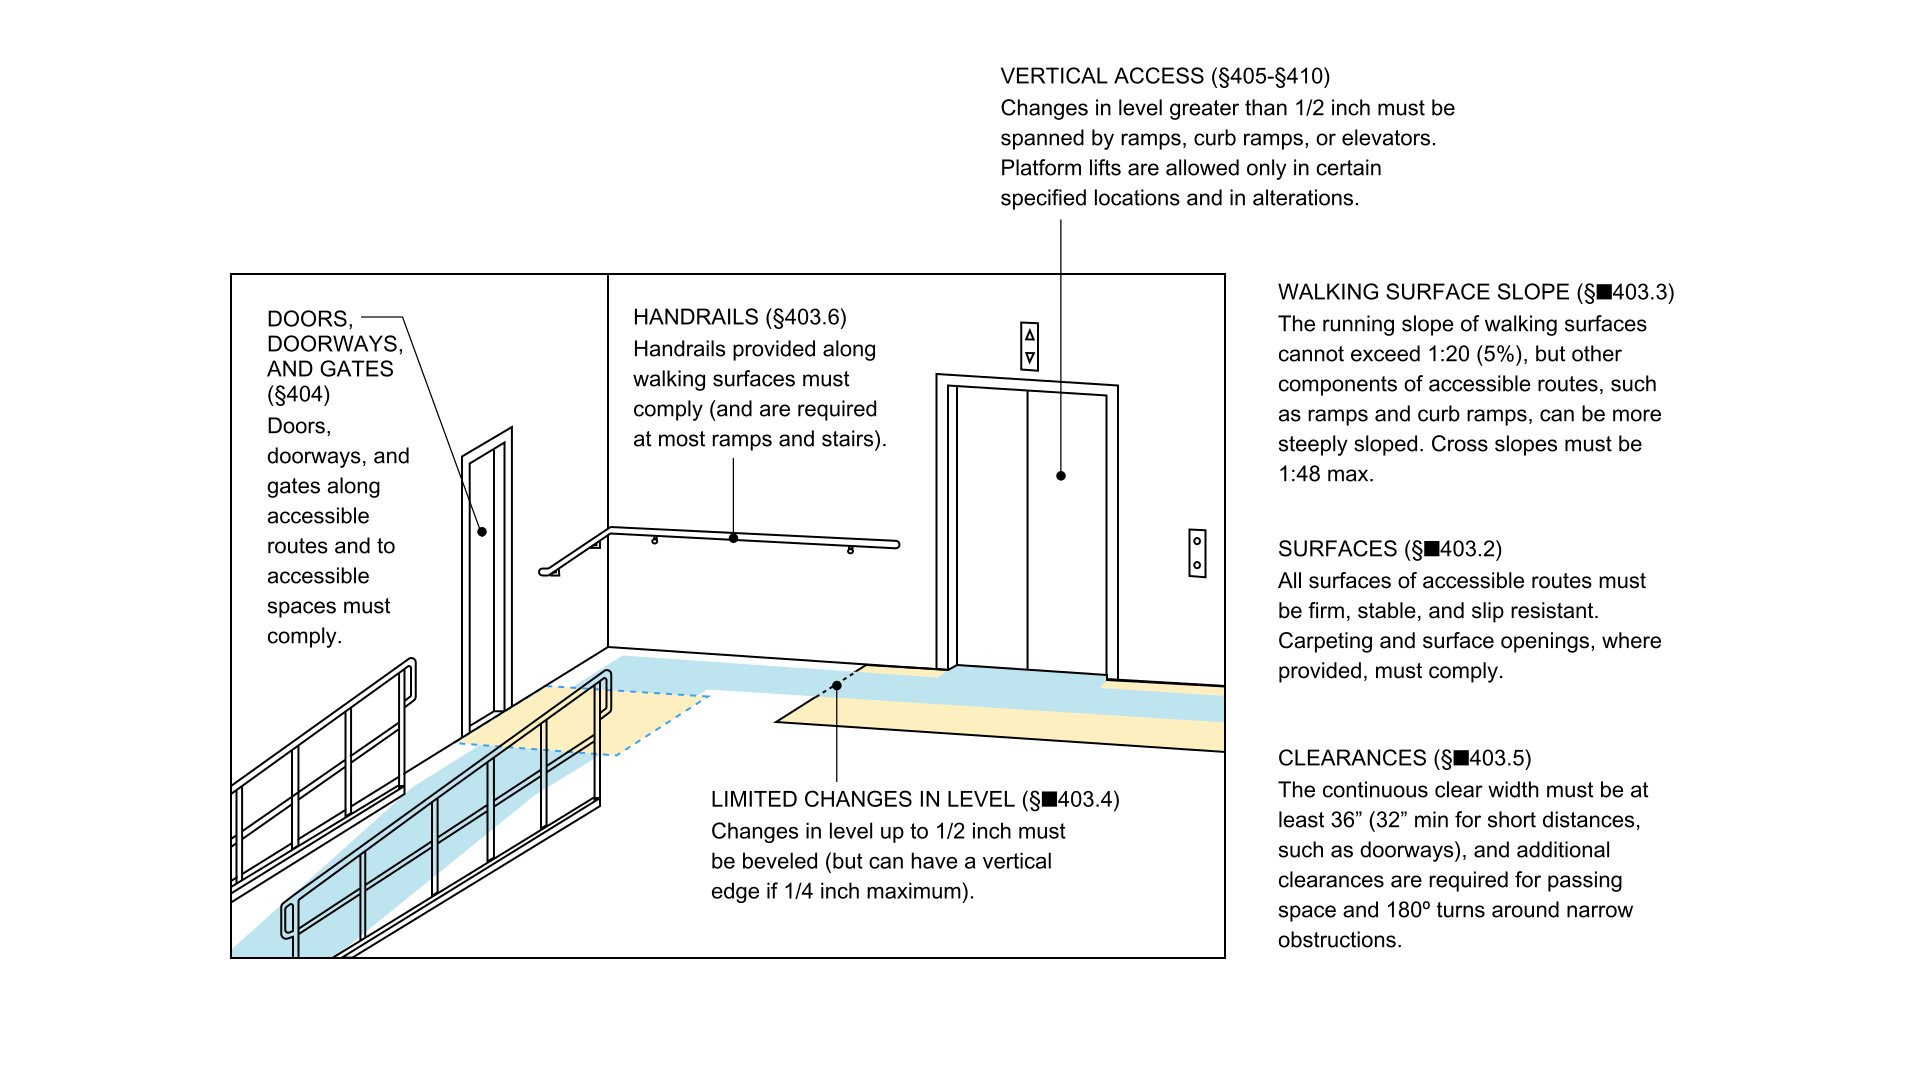 VERTICAL ACCESS (§405-§410)
Changes in level greater than 1/2 inch must be
spanned by ramps, curb ramps, or elevators.
Platform lifts are allowed only in certain
specified locations and in alterations.
DOORS,
DOORWAYS,
AND GATES
(§404)
Doors,
doorways, and
gates along
accessible
routes and to
accessible
spaces must
comply.
HANDRAILS (§403.6)
Handrails provided along
walking surfaces must
comply (and are required
at most ramps and stairs).
LIMITED CHANGES IN LEVEL (§■403.4)
Changes in level up to 1/2 inch must
be beveled (but can have a vertical
edge if 1/4 inch maximum).
WALKING SURFACE SLOPE (§■403.3)
The running slope of walking surfaces
cannot exceed 1:20 (5%), but other
components of accessible routes, such
as ramps and curb ramps, can be more
steeply sloped. Cross slopes must be
1:48 max.
SURFACES (§■403.2)
All surfaces of accessible routes must
be firm, stable, and slip resistant.
Carpeting and surface openings, where
provided, must comply.
CLEARANCES (§■403.5)
The continuous clear width must be at
least 36” (32” min for short distances,
such as doorways), and additional
clearances are required for passing
space and 180º turns around narrow
obstructions.